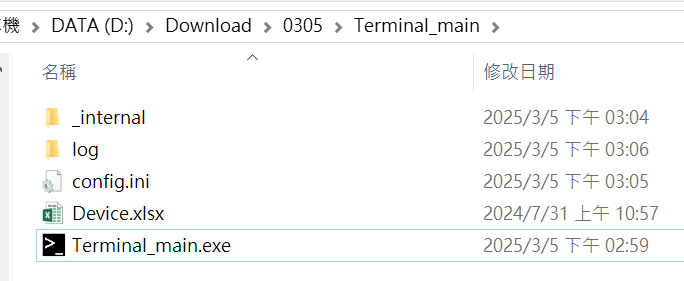 機 > DATA (D:) > Download > 0305 > Terminal_main >
名稱 修改日期
_internal 2025/3/5 下午 03:04
log 2025/3/5 下午 03:06
config.ini 2025/3/5 下午 03:05
Device.xlsx 2024/7/31 上午 10:57
Terminal_main.exe 2025/3/5 下午 02:59